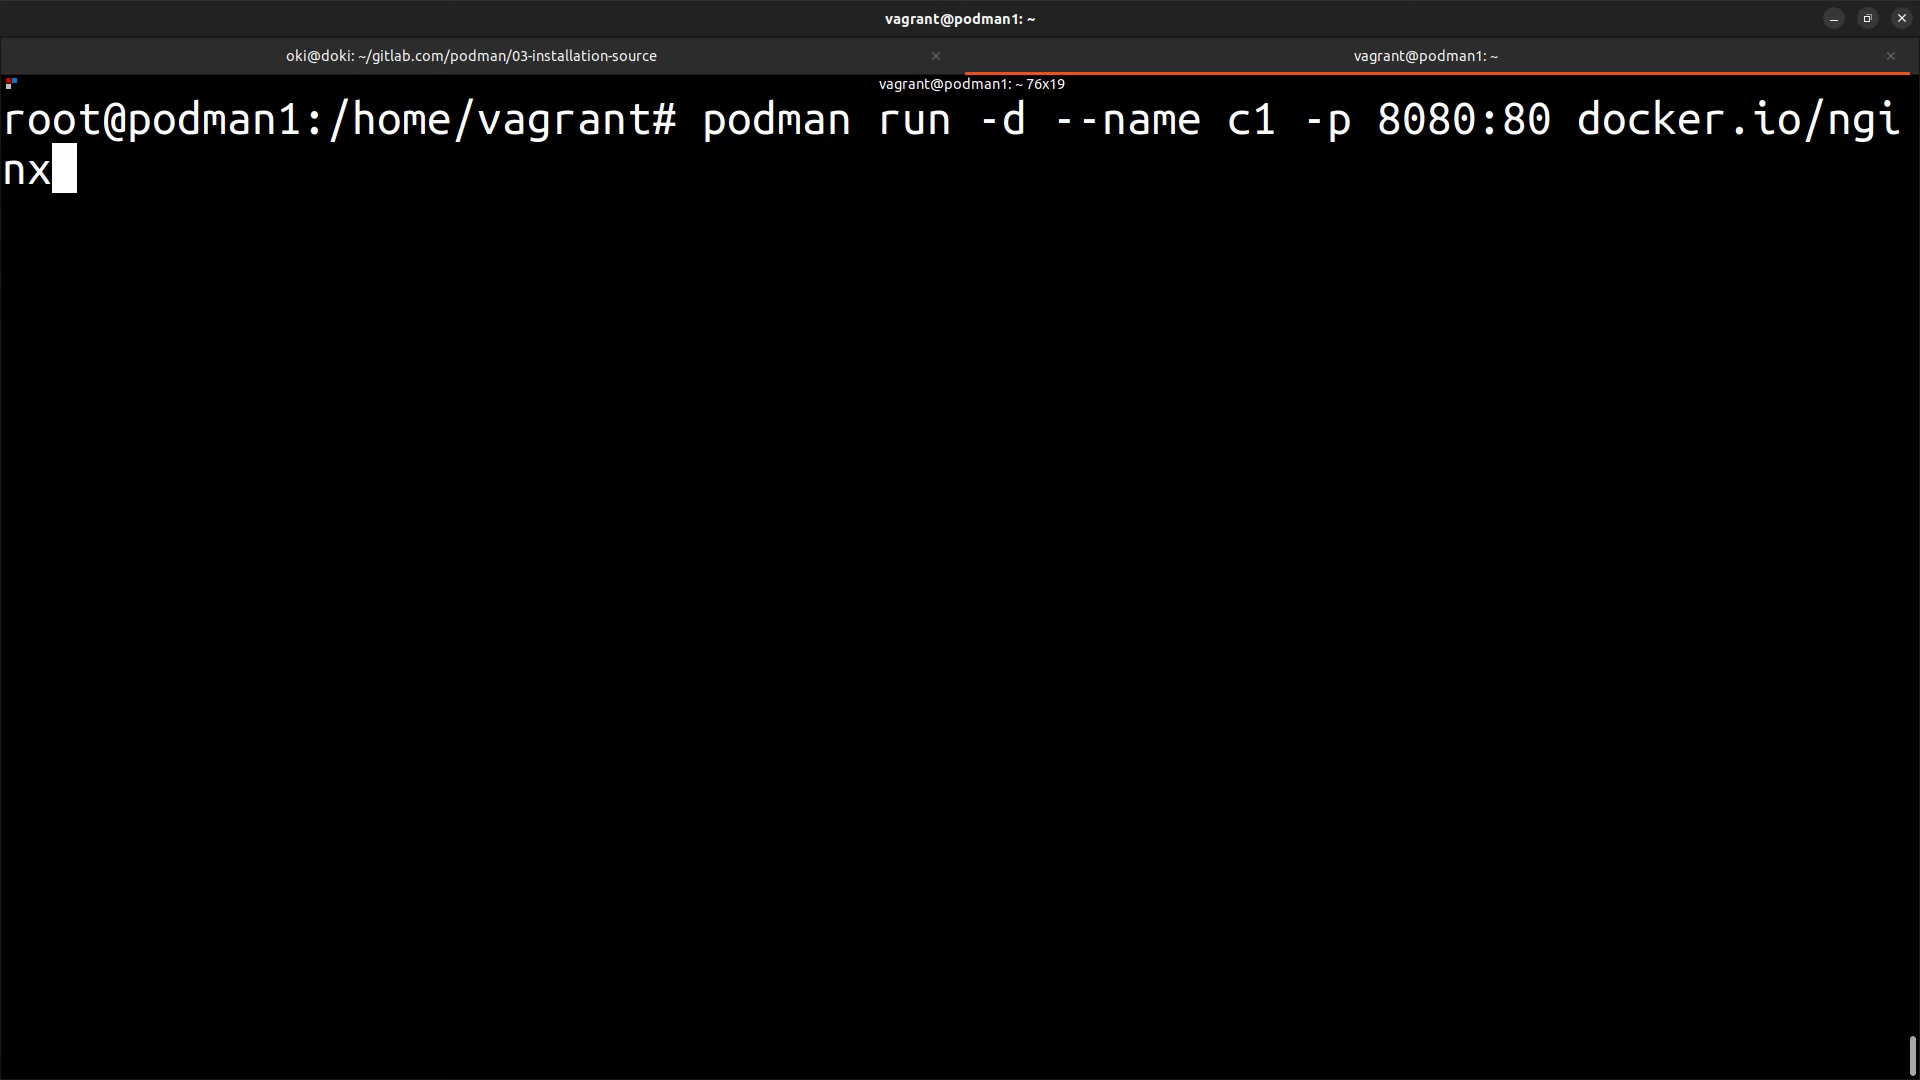 vagrant@podman1: ~
oki@doki: ~/gitlab.com/podman/03-installation-source
vagrant@podman1: ~
vagrant@podman1: ~ 76x19
root@podman1:/home/vagrant# podman run -d --name c1 -p 8080:80 docker.io/ngi
nx